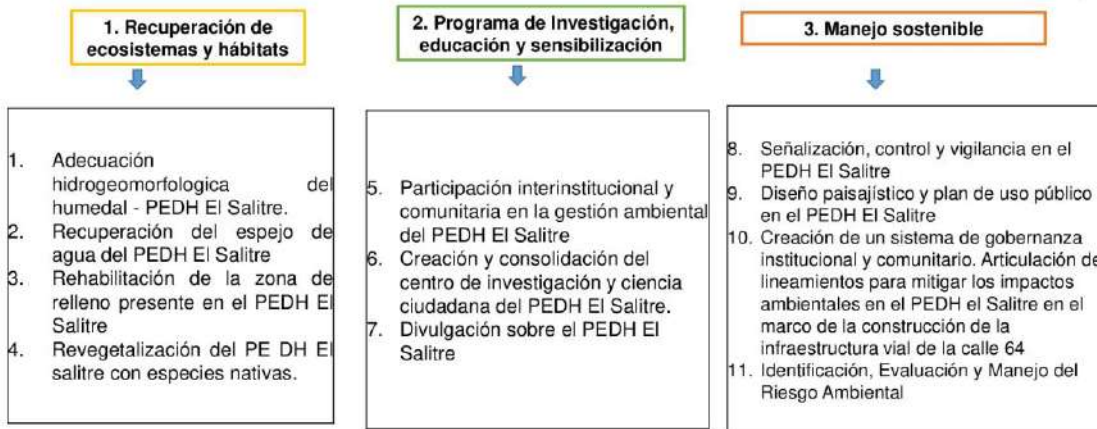 1. Recuperación de
ecosistemas y hábitats
1. Adecuación
hidrogeomorfologica del
humedal - PEDH El Salitre.
2. Recuperación del espejo de
agua del PEDH El Salitre
3. Rehabilitación de la zona de
relleno presente en el PEDH El
Salitre
4. Revegetalización del PE DH El
salitre con especies nativas.
2. Programa de Investigación,
educación y sensibilización
5. Participación interinstitucional y
comunitaria en la gestión ambiental
del PEDH El Salitre
6. Creación y consolidación del
centro de investigación y ciencia
ciudadana del PEDH El Salitre.
7. Divulgación sobre el PEDH El
Salitre
3. Manejo sostenible
8. Señalización, control y vigilancia en el
PEDH El Salitre
9. Diseño paisajístico y plan de uso público
en el PEDH El Salitre
10. Creación de un sistema de gobernanza
institucional y comunitario. Articulación de
lineamientos para mitigar los impactos
ambientales en el PEDH el Salitre en el
marco de la construcción de la
infraestructura vial de la calle 64
11. Identificación, Evaluación y Manejo del
Riesgo Ambiental